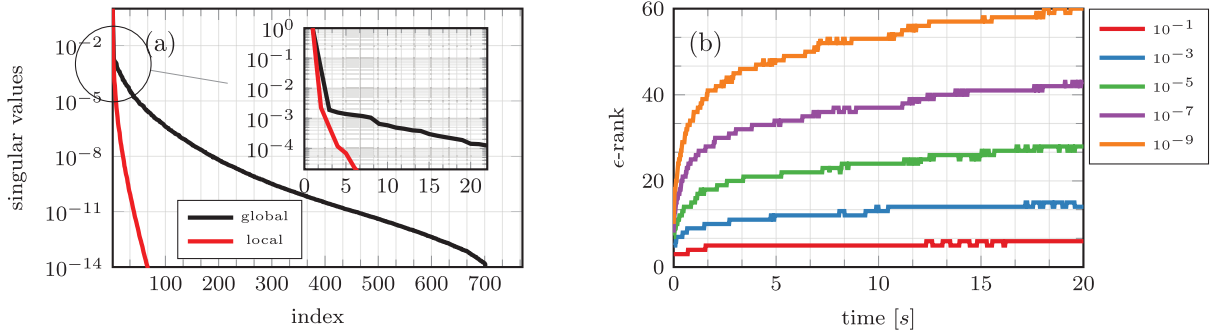 (a)
singular values
10⁻²
10⁻⁵
10⁻⁸
10⁻¹¹
10⁻¹⁴
100 200 300 400 500 600 700
index
global
local
10⁰
10⁻¹
10⁻²
10⁻³
10⁻⁴
0 1 5 10 15 20
(b)
ϵ-rank
60
40
20
0
0 5 10 15 20
time [s]
10⁻¹
10⁻³
10⁻⁵
10⁻⁷
10⁻⁹